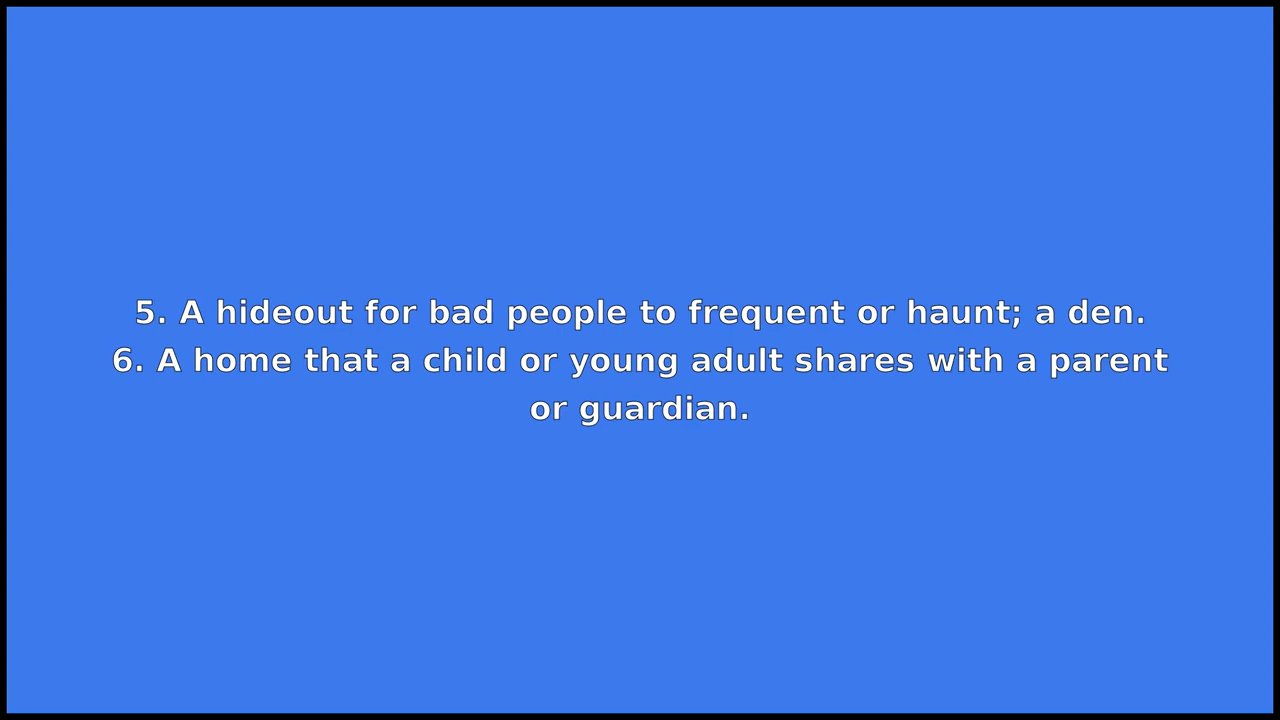 5. A hideout for bad people to frequent or haunt; a den.
6. A home that a child or young adult shares with a parent
or guardian.